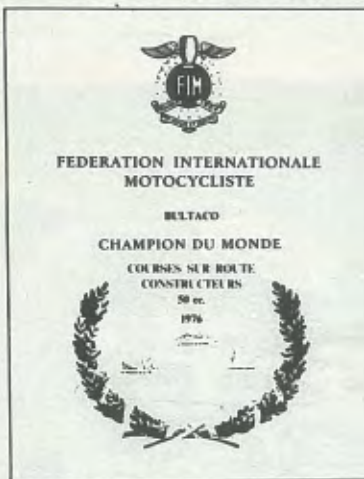 FIM
FEDERATION INTERNATIONALE
MOTOCYCLISTE
BULTACO
CHAMPION DU MONDE
COURSES SUR ROUTE
CONSTRUCTEURS
50 cc.
1976